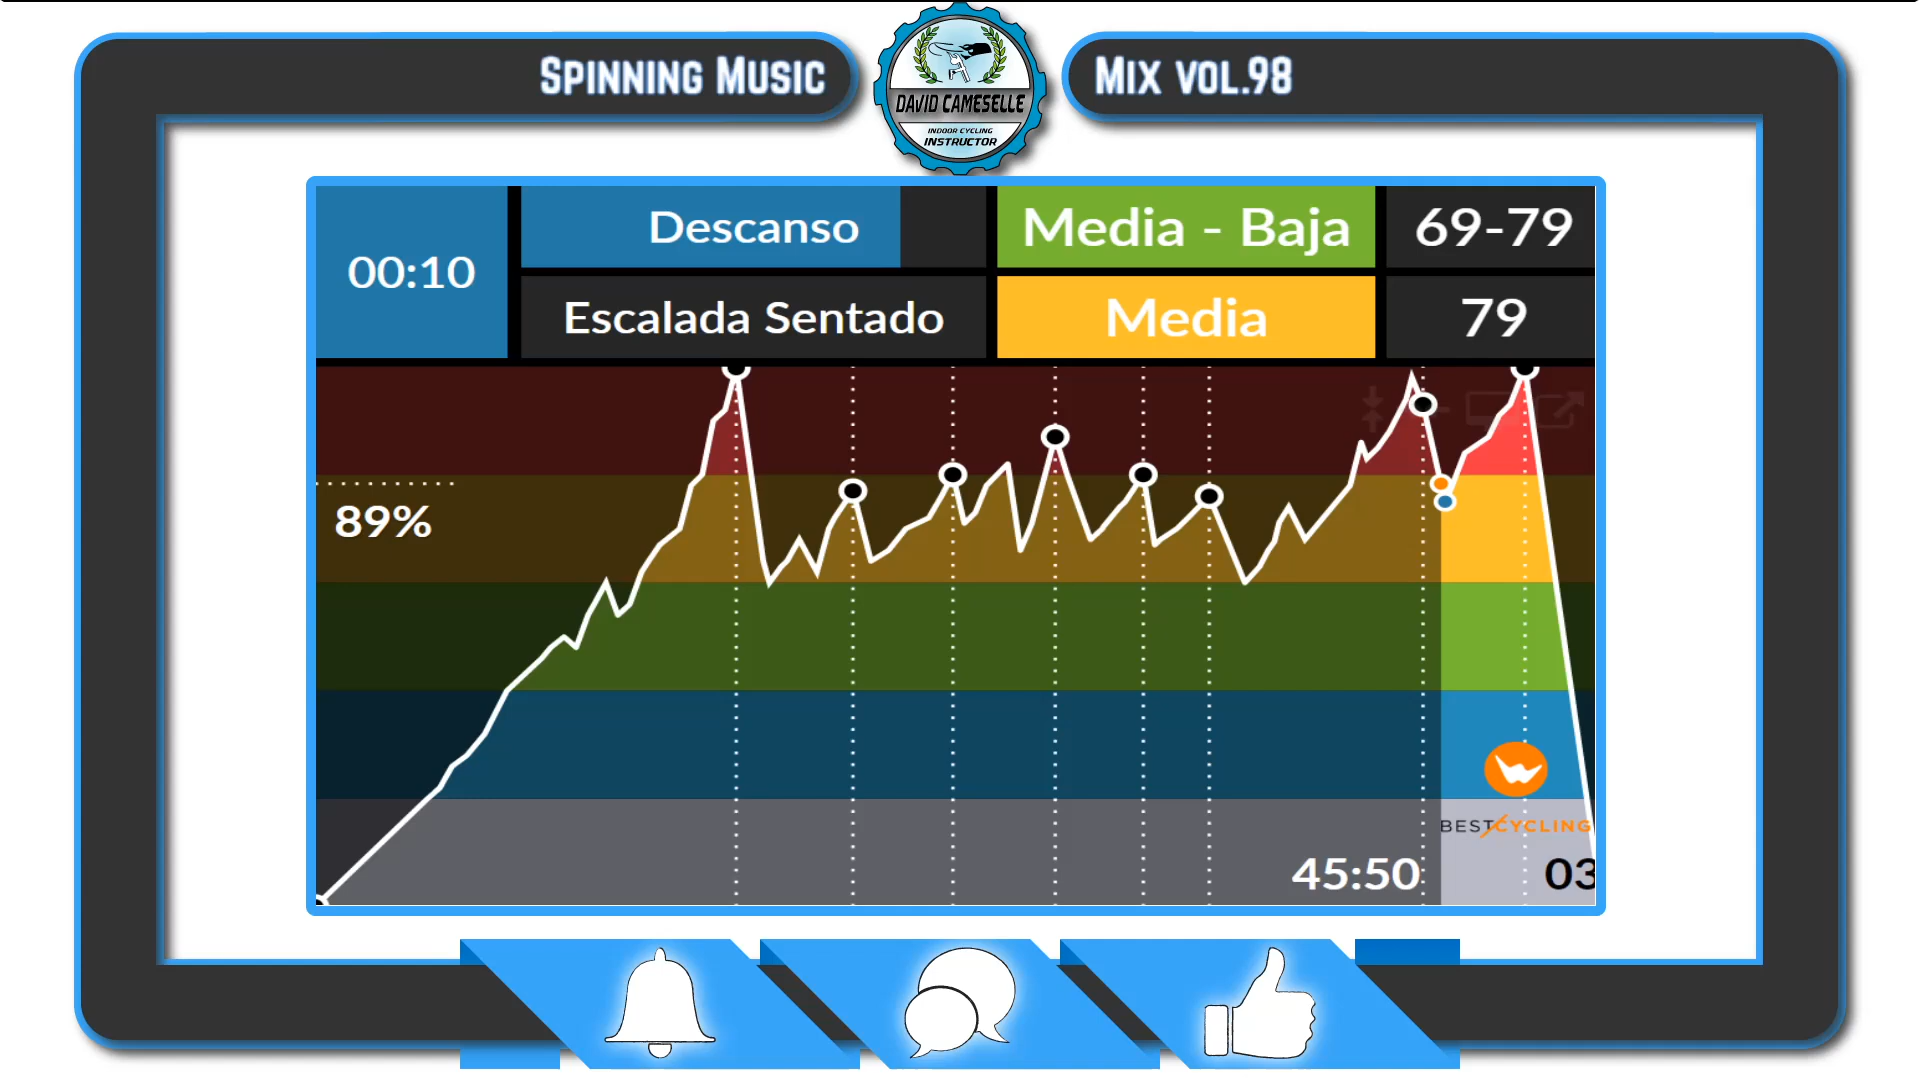 SPINNING MUSIC
MIX VOL.98
DAVID CAMESELLE
INDOOR CYCLING
INSTRUCTOR
00:10
Descanso
Media - Baja
69-79
Escalada Sentado
Media
79
89%
BESTCYCLING
45:50
03